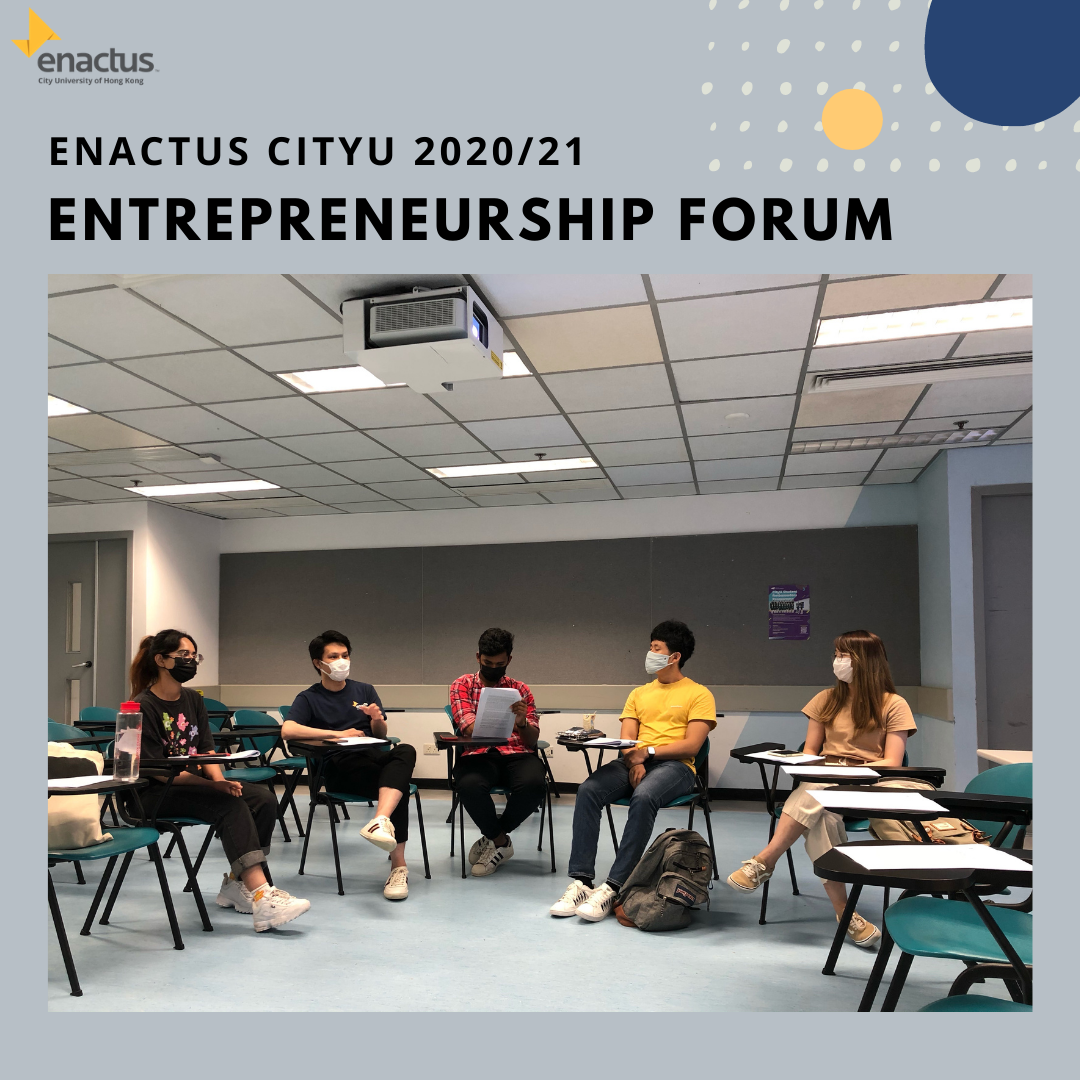 enactus
City University of Hong Kong
ENACTUS CITYU 2020/21
ENTREPRENEURSHIP FORUM